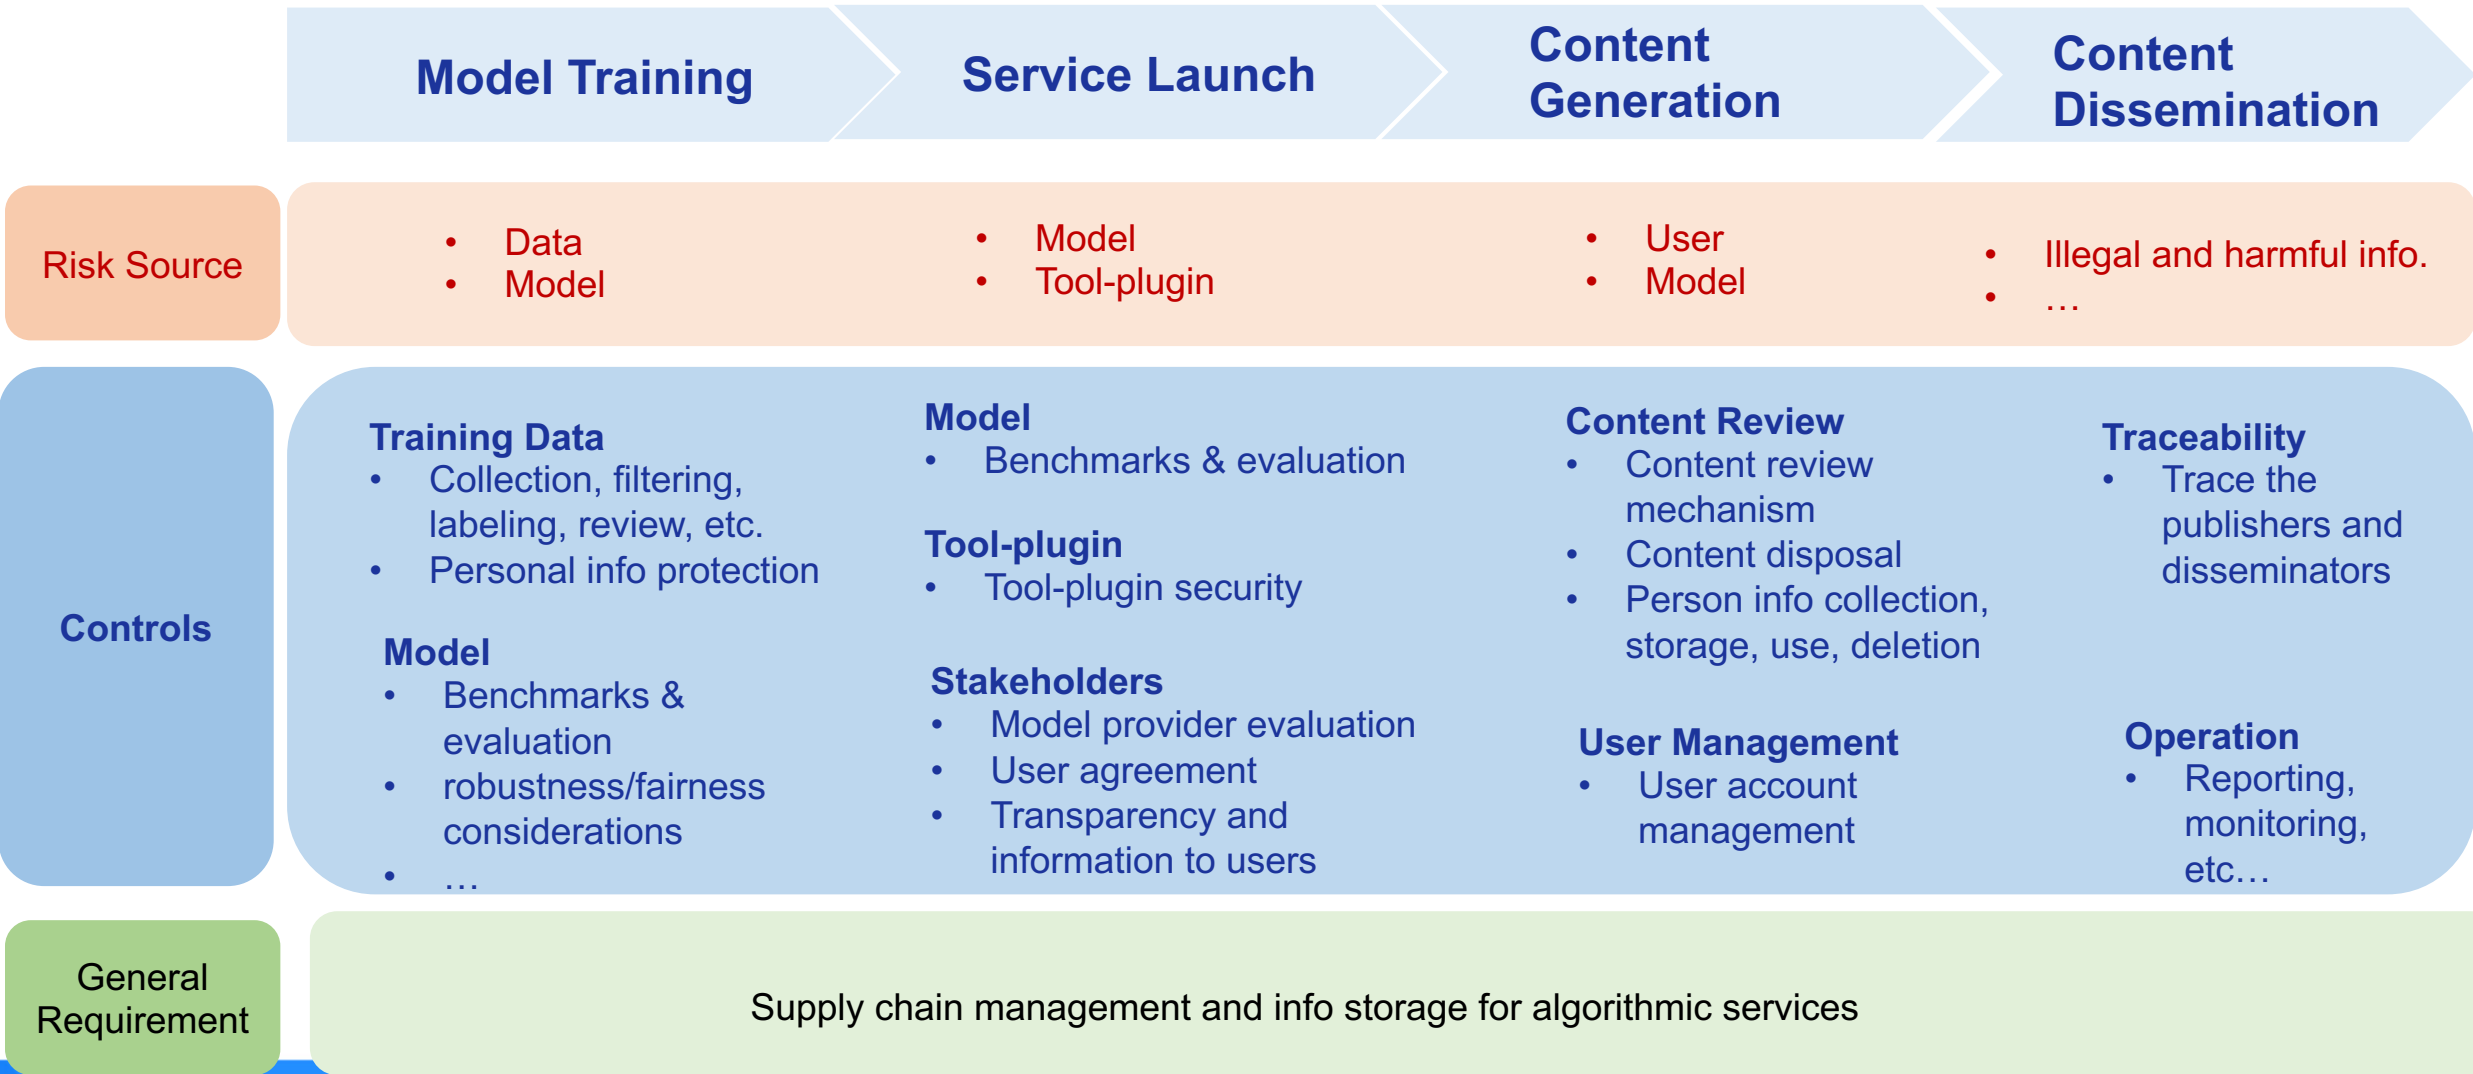 Model Training
Service Launch
Content
Generation
Content
Dissemination
Risk Source
• Data
• Model
• Model
• Tool-plugin
• User
• Model
• Illegal and harmful info.
• …
Controls
Training Data
• Collection, filtering,
labeling, review, etc.
• Personal info protection
Model
• Benchmarks &
evaluation
• robustness/fairness
considerations
• …
Model
• Benchmarks & evaluation
Tool-plugin
• Tool-plugin security
Stakeholders
• Model provider evaluation
• User agreement
• Transparency and
information to users
Content Review
• Content review
mechanism
• Content disposal
• Person info collection,
storage, use, deletion
User Management
• User account
management
Traceability
• Trace the
publishers and
disseminators
Operation
• Reporting,
monitoring,
etc…
General
Requirement
Supply chain management and info storage for algorithmic services